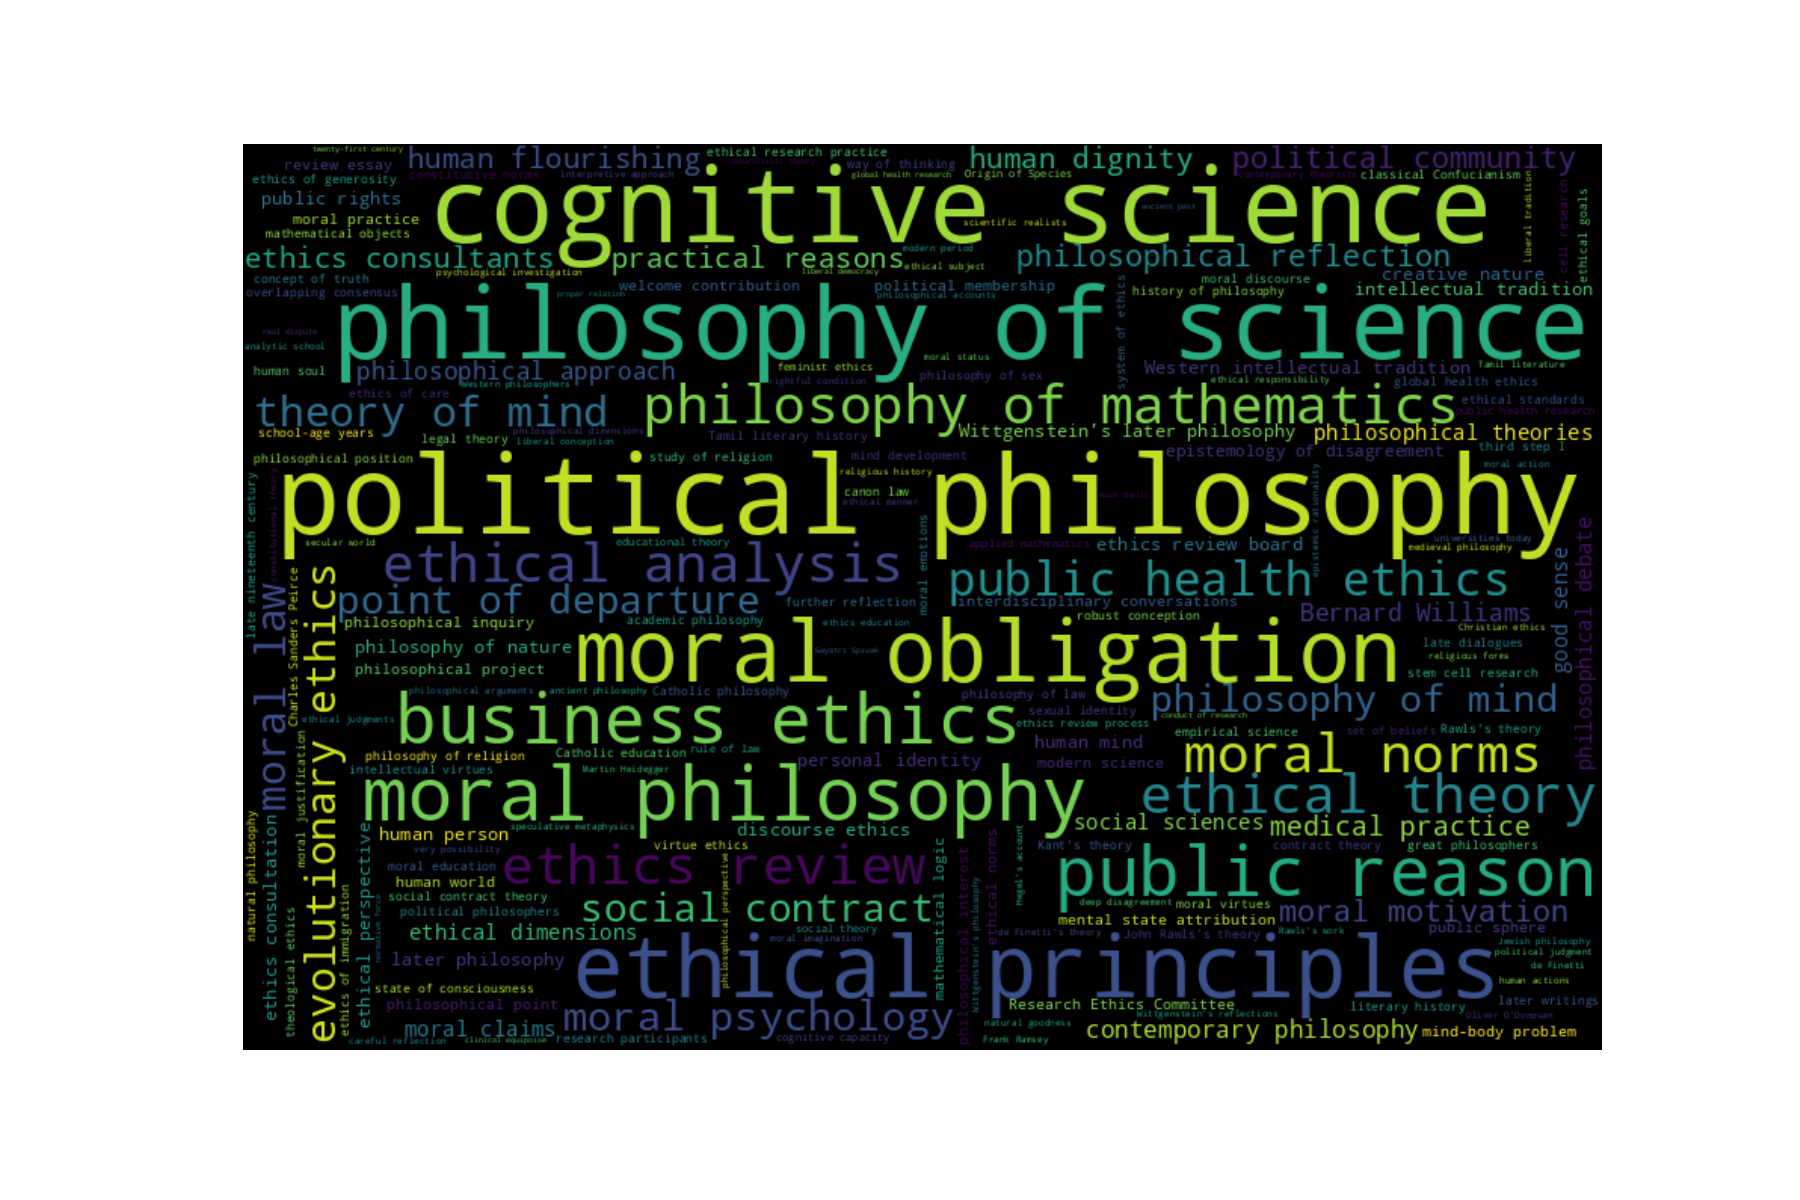 twenty-first century
review essay
human flourishing
ethical research practice
way of thinking
human dignity
political community
ethics of generosity
constitutive norms
interpretive approach
global health research
Origin of Species
contemporary theorists
classical Confucianism
public rights
cognitive science
ancient past
moral practice
mathematical objects
scientific realists
liberal tradition
cell research
ethical goals
ethics consultants
practical reasons
modern period
philosophical reflection
concept of truth
psychological investigation
liberal democracy
ethical subject
moral discourse
creative nature
overlapping consensus
proper relation
welcome contribution
political membership
philosophical accounts
history of philosophy
intellectual tradition
philosophy of science
system of ethics
real dispute
analytic school
human soul
philosophical approach
feminist ethics
moral status
philosophy of sex
Western intellectual tradition
Tamil literature
Western philosophers
rightful condition
ethical responsibility
global health ethics
ethics of care
theory of mind
philosophy of mathematics
ethical standards
public health research
school-age years
legal theory
liberal conception
philosophical dimensions
Tamil literary history
Wittgenstein's later philosophy
philosophical theories
philosophical position
study of religion
mind development
epistemology of disagreement
third step I
religious history
moral action
political philosophy
canon law
ethical manner
main thesis
epistemic rationality
late nineteenth century
constitutional theory
secular world
educational theory
moral emotions
applied mathematics
ethics review board
universities today
medieval philosophy
ethical analysis
public health ethics
good sense
philosophical debate
point of departure
further reflection
interdisciplinary conversations
Bernard Williams
philosophical inquiry
academic philosophy
ethics education
robust conception
Christian ethics
moral law
Charles Sanders Peirce
evolutionary ethics
philosophy of nature
moral obligation
Gayatri Spivak
late dialogues
religious forms
philosophical project
stem cell research
philosophical arguments
ancient philosophy
Catholic philosophy
philosophy of law
philosophy of mind
ethical judgments
business ethics
sexual identity
conduct of research
ethics review process
empirical science
set of beliefs
Rawls's theory
philosophy of religion
Catholic education
rule of law
personal identity
human mind
moral norms
intellectual virtues
Martin Heidegger
modern science
moral justification
moral philosophy
ethical theory
natural philosophy
ethics consultation
human person
speculative metaphysics
discourse ethics
social sciences
medical practice
very possibility
virtue ethics
Kant's theory
contract theory
great philosophers
moral education
ethics review
mathematical logic
philosophical interest
ethical norms
Hegel's account
public reason
human world
social contract theory
philosophical perspective
Wittgenstein's philosophy
deep disagreement
moral virtues
political philosophers
social contract
mental state attribution
moral motivation
theological ethics
ethics of immigration
ethical perspective
normative force
ethical dimensions
social theory
moral imagination
de Finetti's theory
John Rawls's theory
Rawls's work
public sphere
Jewish philosophy
political judgment
later philosophy
ethical principles
de Finetti
human actions
state of consciousness
philosophical point
Research Ethics Committee
literary history
later writings
Wittgenstein's reflections
Oliver O'Donovan
moral claims
moral psychology
natural goodness
contemporary philosophy
mind-body problem
careful reflection
clinical equipoise
research participants
cognitive capacity
Frank Ramsey